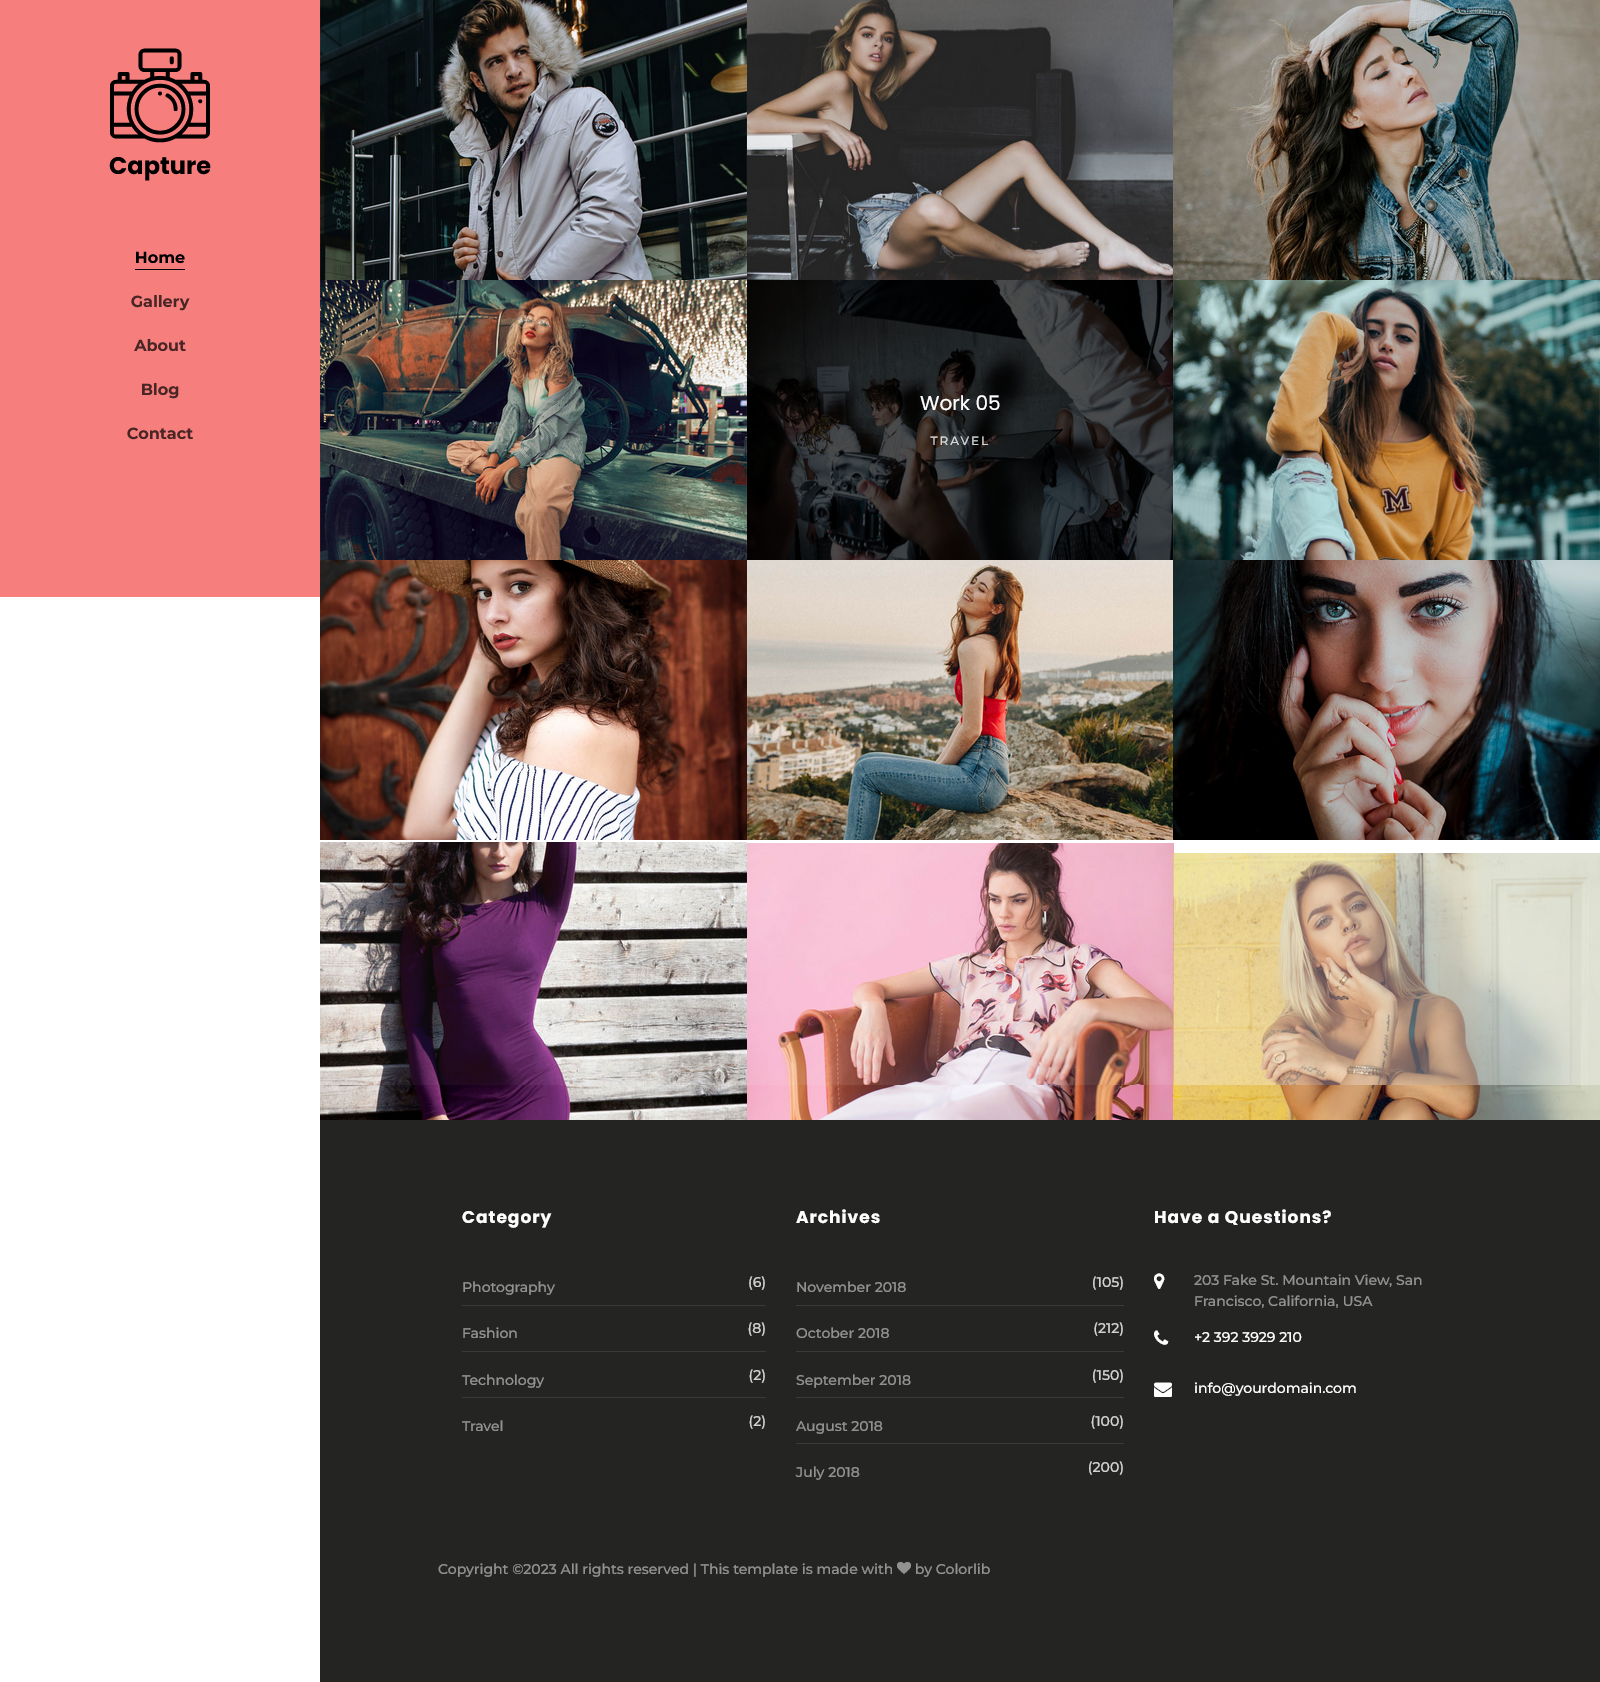 Capture
Home
Gallery
About
Blog
Contact
Work 05
TRAVEL
M
Category
Photography (6)
Fashion (8)
Technology (2)
Travel (2)
Archives
November 2018 (105)
October 2018 (212)
September 2018 (150)
August 2018 (100)
July 2018 (200)
Have a Questions?
203 Fake St. Mountain View, San
Francisco, California, USA
+2 392 3929 210
info@yourdomain.com
Copyright ©2023 All rights reserved | This template is made with ♥ by Colorlib